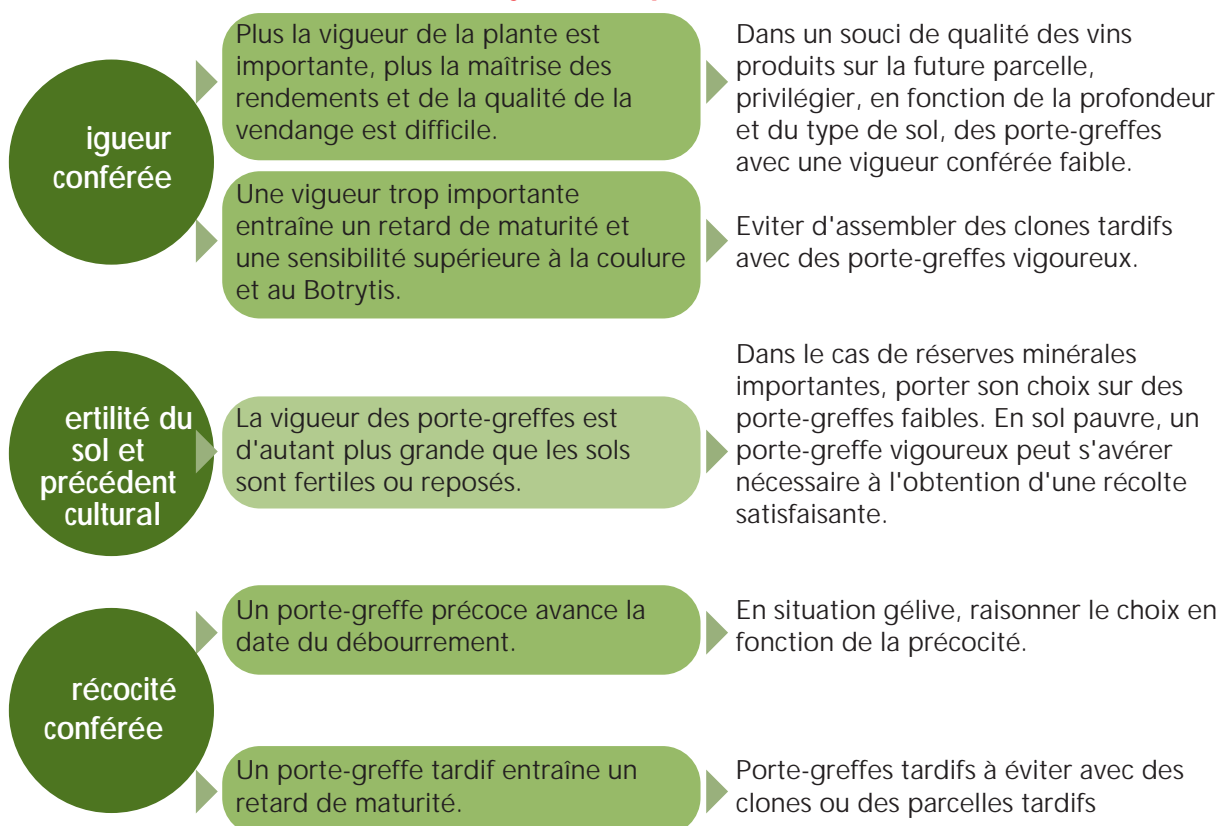 igueur
conférée
Plus la vigueur de la plante est
importante, plus la maîtrise des
rendements et de la qualité de la
vendange est difficile.
Dans un souci de qualité des vins
produits sur la future parcelle,
privilégier, en fonction de la profondeur
et du type de sol, des porte-greffes
avec une vigueur conférée faible.
Une vigueur trop importante
entraîne un retard de maturité et
une sensibilité supérieure à la coulure
et au Botrytis.
Eviter d'assembler des clones tardifs
avec des porte-greffes vigoureux.
ertilité du
sol et
précédent
cultural
La vigueur des porte-greffes est
d'autant plus grande que les sols
sont fertiles ou reposés.
Dans le cas de réserves minérales
importantes, porter son choix sur des
porte-greffes faibles. En sol pauvre, un
porte-greffe vigoureux peut s'avérer
nécessaire à l'obtention d'une récolte
satisfaisante.
récocité
conférée
Un porte-greffe précoce avance la
date du débourrement.
En situation gélive, raisonner le choix en
fonction de la précocité.
Un porte-greffe tardif entraîne un
retard de maturité.
Porte-greffes tardifs à éviter avec des
clones ou des parcelles tardifs